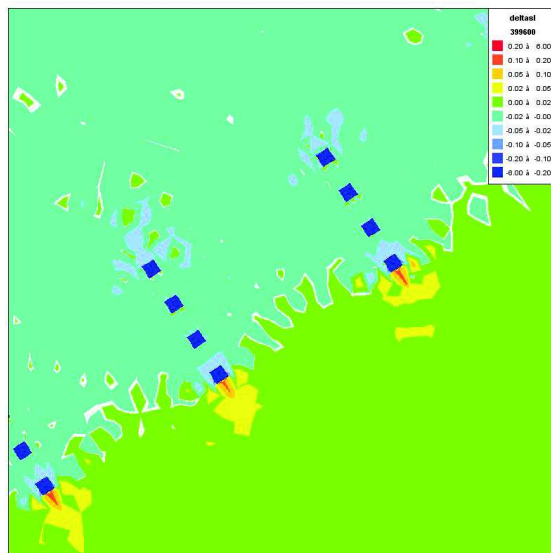 deltasl
399600
0.20 à 6.00
0.10 à 0.20
0.05 à 0.10
0.02 à 0.05
0.00 à 0.02
-0.02 à -0.00
-0.05 à -0.02
-0.10 à -0.05
-0.20 à -0.10
-6.00 à -0.20